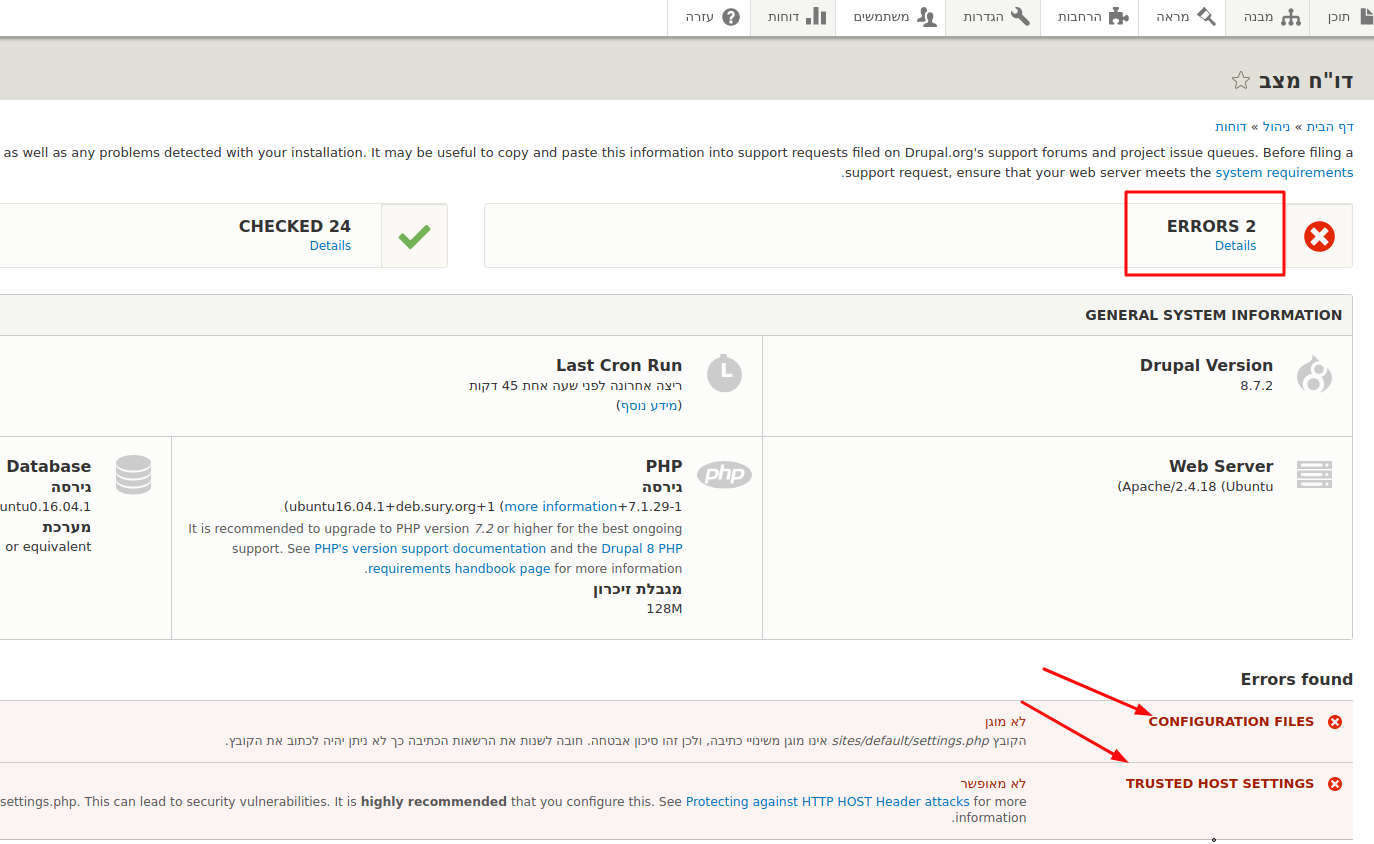 תוכן
מבנה
מראה
הרחבות
הגדרות
משתמשים
דוחות
עזרה
דו"ח מצב
דף הבית » ניהול » דוחות
as well as any problems detected with your installation. It may be useful to copy and paste this information into support requests filed on Drupal.org's support forums and project issue queues. Before filing a
.support request, ensure that your web server meets the system requirements
ERRORS 2
Details
CHECKED 24
Details
GENERAL SYSTEM INFORMATION
Drupal Version
8.7.2
Last Cron Run
ריצה אחרונה לפני שעה אחת 45 דקות
(מידע נוסף)
Web Server
(Apache/2.4.18 (Ubuntu
php
PHP
גירסה
(ubuntu16.04.1+deb.sury.org+1 (more information+7.1.29-1
It is recommended to upgrade to PHP version 7.2 or higher for the best ongoing
support. See PHP's version support documentation and the Drupal 8 PHP
.requirements handbook page for more information
מגבלת זיכרון
128M
Database
גירסה
untu0.16.04.1
מערכת
or equivalent
Errors found
CONFIGURATION FILES
לא מוגן
הקובץ sites/default/settings.php אינו מוגן משינויי כתיבה, ולכן זהו סיכון אבטחה. חובה לשנות את הרשאות הכתיבה כך לא ניתן יהיה לכתוב את הקובץ.
TRUSTED HOST SETTINGS
לא מאופשר
settings.php. This can lead to security vulnerabilities. It is highly recommended that you configure this. See Protecting against HTTP HOST Header attacks for more
.information